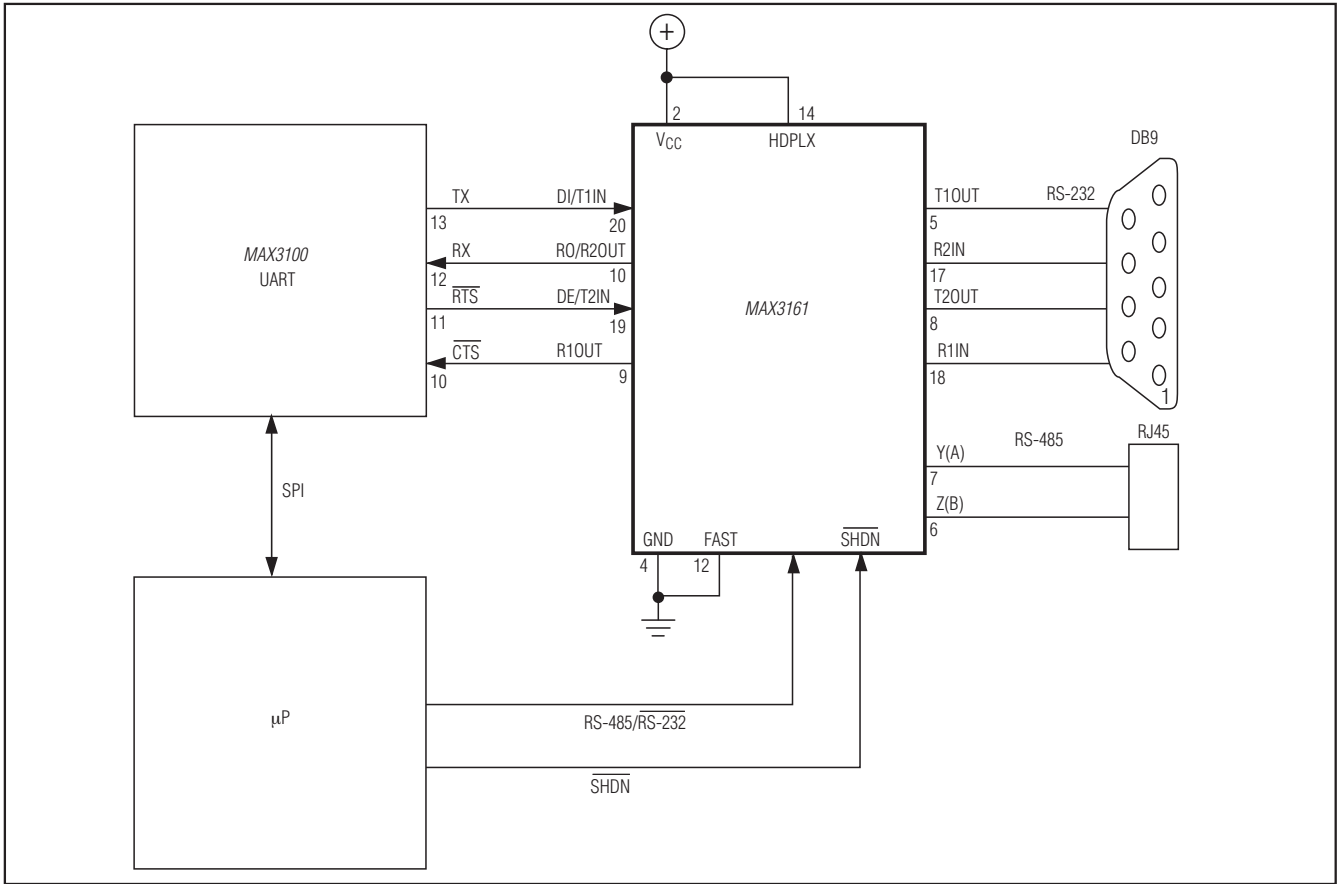 +
2
14
VCC
HDPLX
DB9
TX
DI/T1IN
13
20
RX
RO/R2OUT
12
10
RTS
DE/T2IN
11
19
CTS
R1OUT
10
9
MAX3100
UART
MAX3161
T1OUT
RS-232
5
R2IN
17
T2OUT
8
R1IN
18
1
RS-485
RJ45
Y(A)
7
Z(B)
6
SPI
GND
FAST
SHDN
4
12
µP
RS-485/RS-232
SHDN